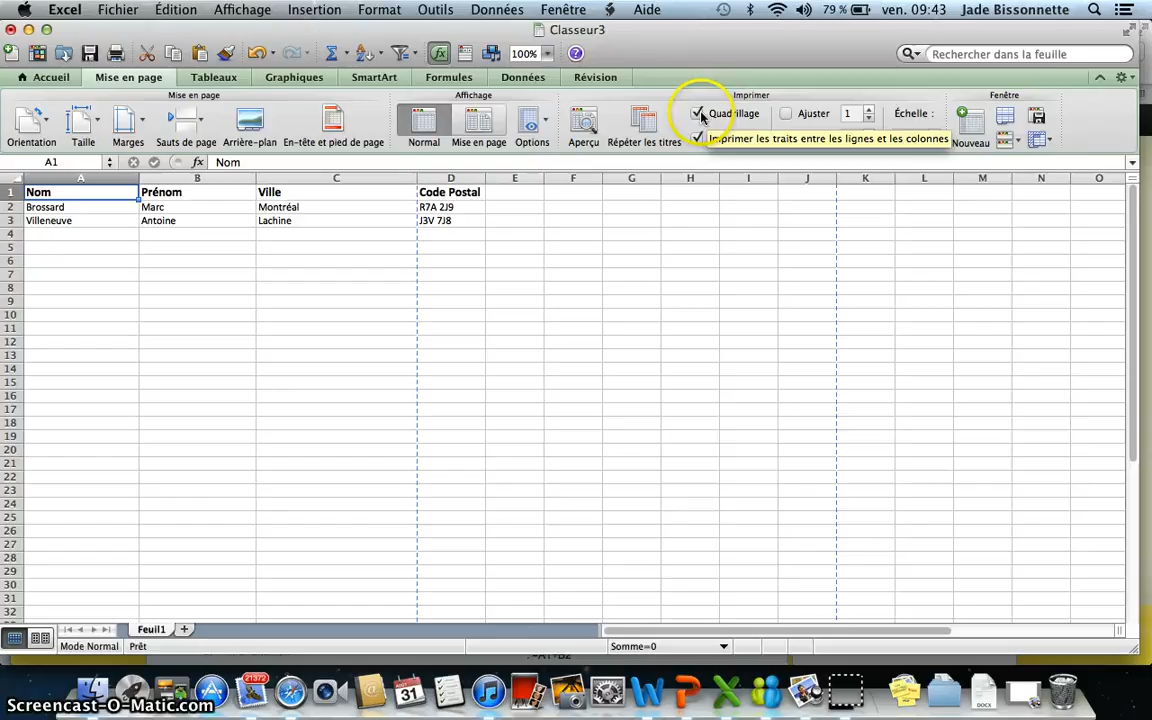 Excel Fichier Édition Affichage Insertion Format Outils Données Fenêtre Aide 79 % ven. 09:43 Jade Bissonnette
Classeur3
100% Rechercher dans la feuille
Accueil Mise en page Tableaux Graphiques SmartArt Formules Données Révision
Mise en page Affichage Imprimer Fenêtre
Quadrillage Ajuster 1 Échelle :
Orientation Taille Marges Sauts de page Arrière-plan En-tête et pied de page Normal Mise en page Options Aperçu Répéter les titres Imprimer les traits entre les lignes et les colonnes Nouveau
A1 fx Nom
A B C D E F G H I J K L M N O
1 Nom Prénom Ville Code Postal
2 Brossard Marc Montréal R7A 2J9
3 Villeneuve Antoine Lachine J3V 7J8
4
5
6
7
8
9
10
11
12
13
14
15
16
17
18
19
20
21
22
23
24
25
26
27
28
29
30
31
32
Feuil1
Mode Normal Prêt Somme=0
21372
AOÛT
31
DOCX
Screencast-O-Matic.com